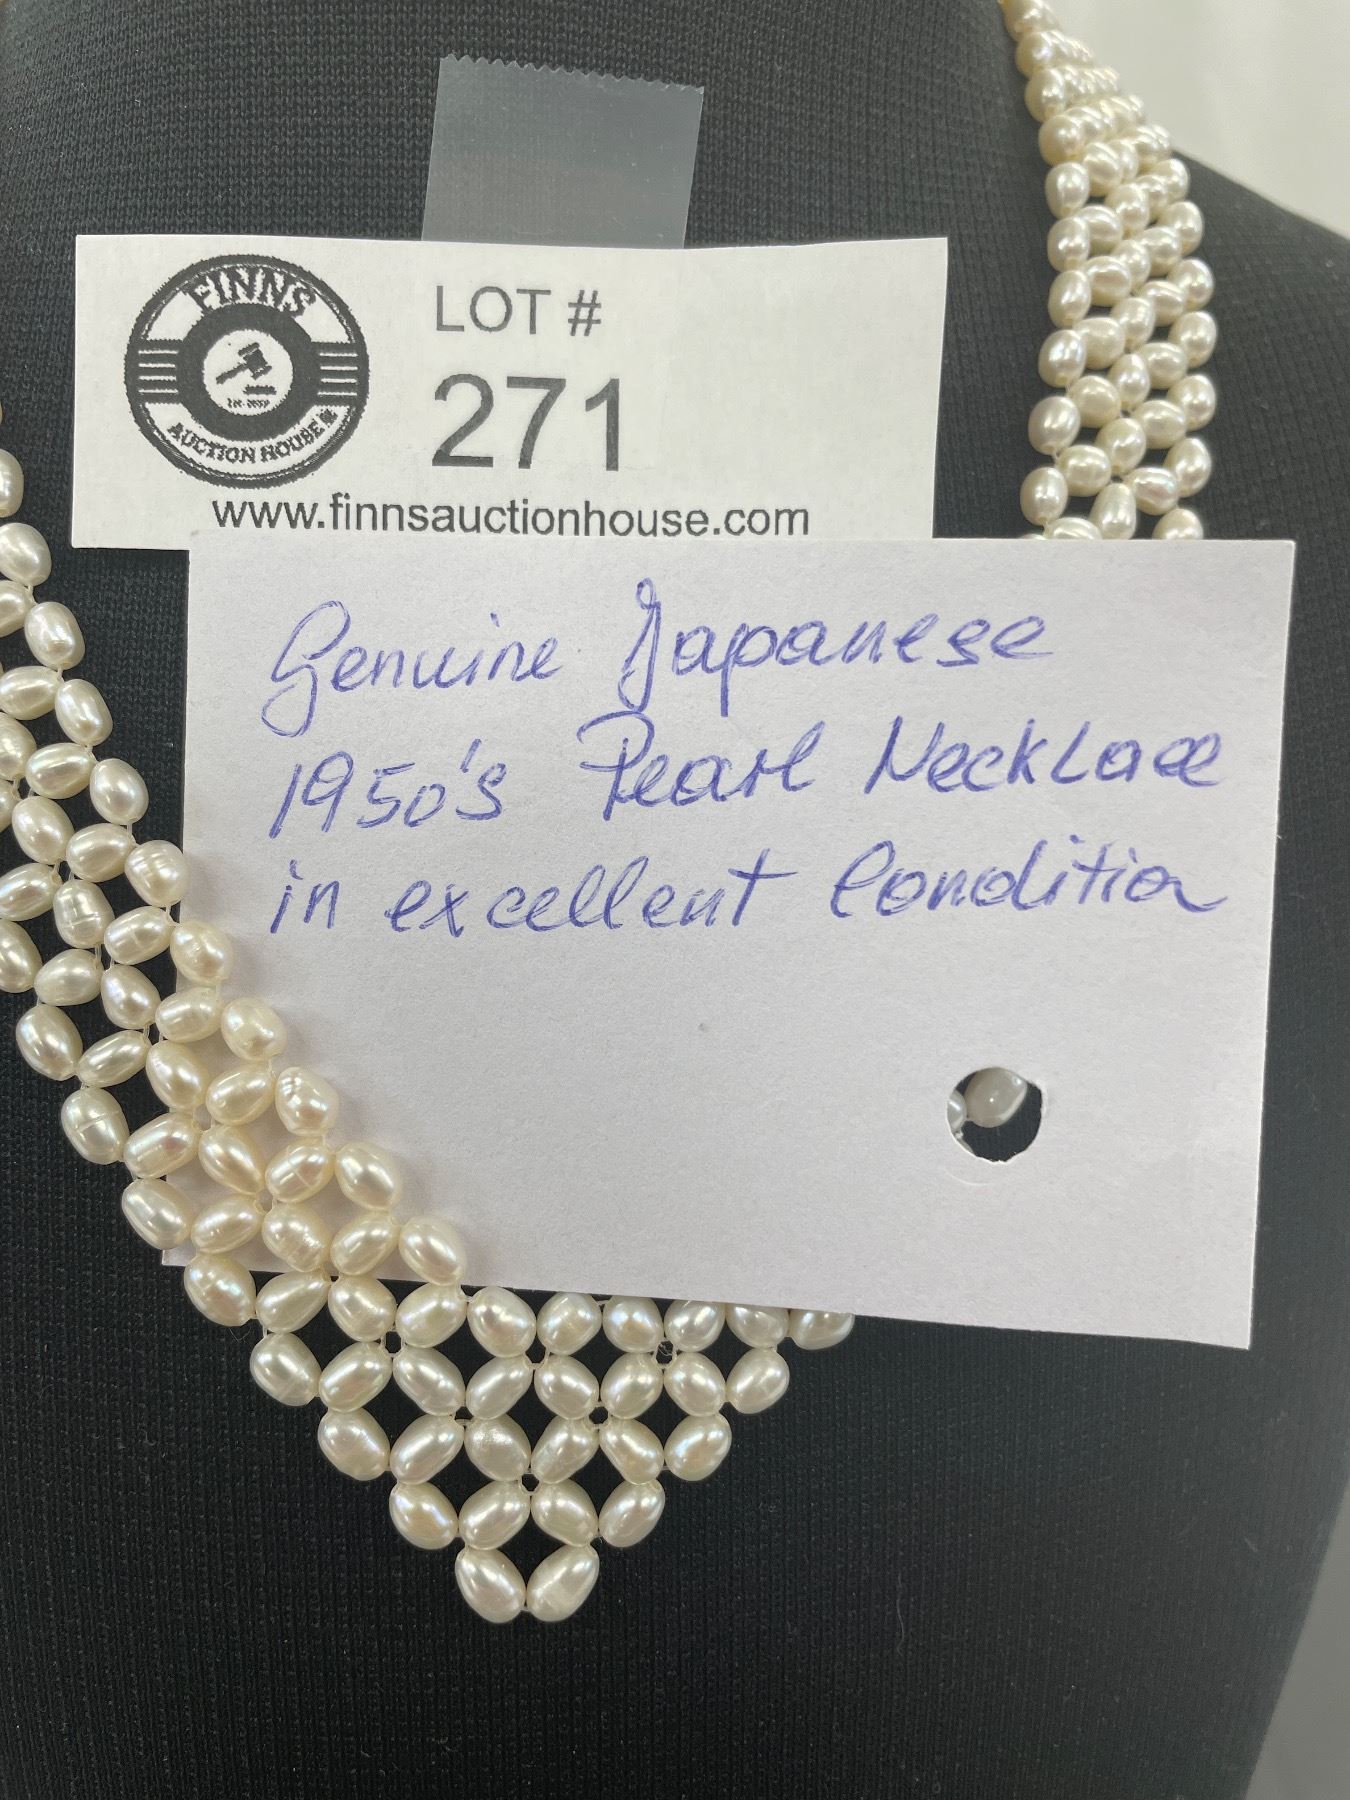 FINNS
AUCTION HOUSE
LOT #
271
www.finnsauctionhouse.com
Genuine Japanese
1950's Pearl Necklace
in excellent Condition